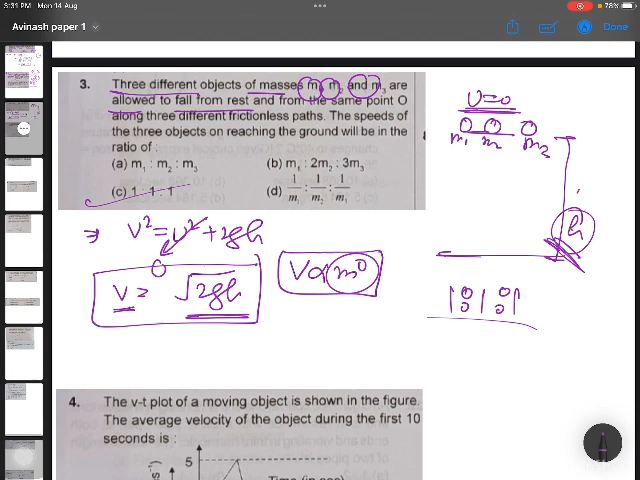 3:31 PM Mon 14 Aug
78%
Avinash paper 1
Done
3. Three different objects of masses m₁, m₂ and m₃ are
allowed to fall from rest and from the same point O
along three different frictionless paths. The speeds of
the three objects on reaching the ground will be in the
ratio of :
(a) m₁ : m₂ : m₃
(b) m₁ : 2m₂ : 3m₃
(c) 1 : 1 : 1
(d) 1/m₁ : 1/m₂ : 1/m₁
U=0
m₁ m₂ m₂
h
⇒ V² = U² + 2gh
0
V = √2gh
V∝m⁰
1:1:1
4. The v-t plot of a moving object is shown in the figure.
The average velocity of the object during the first 10
seconds is :
5